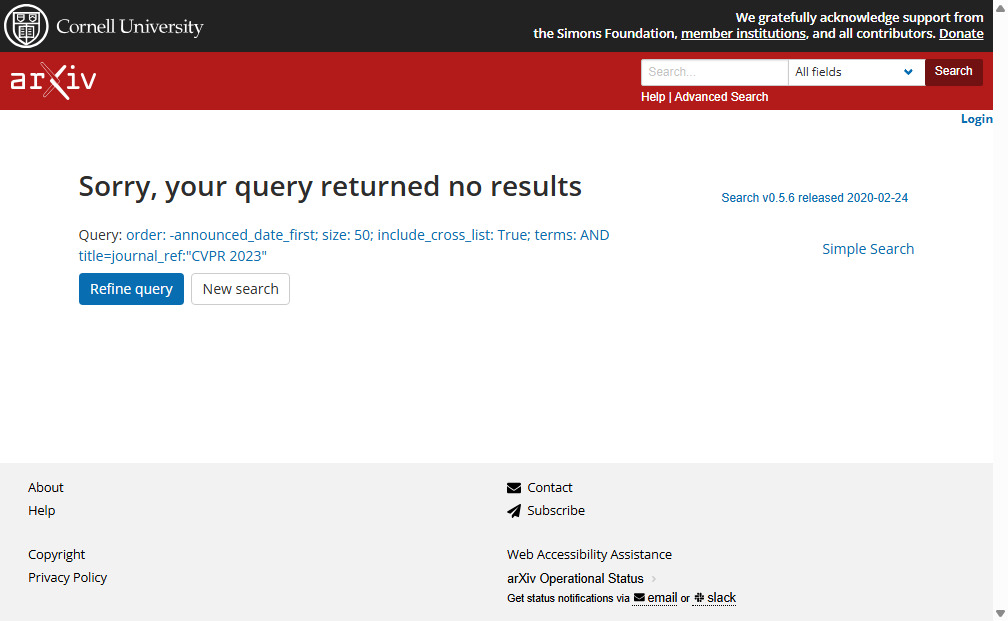 Cornell University
We gratefully acknowledge support from
the Simons Foundation, member institutions, and all contributors. Donate
arXiv
Search...
All fields
Search
Help | Advanced Search
Login
Sorry, your query returned no results
Search v0.5.6 released 2020-02-24
Query: order: -announced_date_first; size: 50; include_cross_list: True; terms: AND
title=journal_ref:"CVPR 2023"
Simple Search
Refine query
New search
About
Help
Contact
Subscribe
Copyright
Privacy Policy
Web Accessibility Assistance
arXiv Operational Status
Get status notifications via email or slack